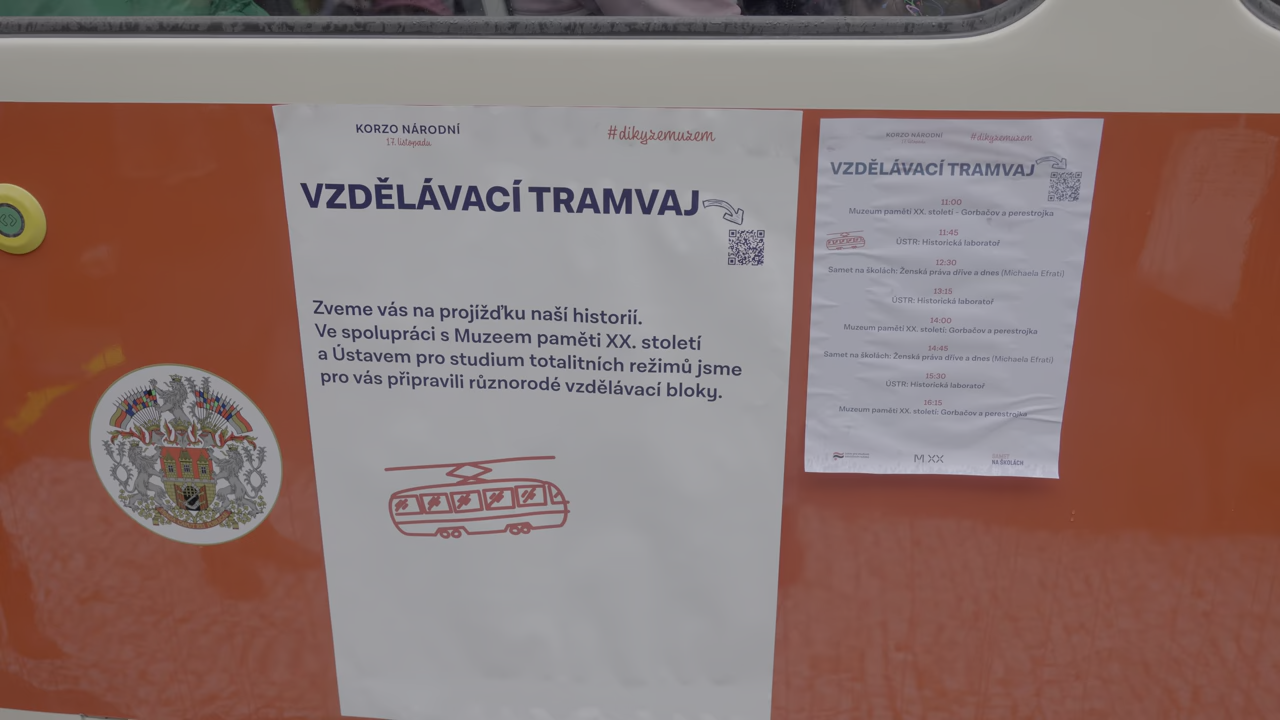 KORZO NÁRODNÍ
17. listopadu
#dikyzemuzem
VZDĚLÁVACÍ TRAMVAJ
Zveme vás na projížďku naší historií.
Ve spolupráci s Muzeem paměti XX. století
a Ústavem pro studium totalitních režimů jsme
pro vás připravili různorodé vzdělávací bloky.
KORZO NÁRODNÍ
#dikyzemuzem
VZDĚLÁVACÍ TRAMVAJ
11:00
Muzeum paměti XX. století - Gorbačov a perestrojka
11:45
ÚSTR: Historická laboratoř
12:30
Samet na školách: Ženská práva dříve a dnes (Michaela Efrati)
13:15
ÚSTR: Historická laboratoř
14:00
Muzeum paměti XX. století: Gorbačov a perestrojka
14:45
Samet na školách: Ženská práva dříve a dnes (Michaela Efrati)
15:30
ÚSTR: Historická laboratoř
16:15
Muzeum paměti XX. století: Gorbačov a perestrojka
M XX
SAMET
NA ŠKOLÁCH